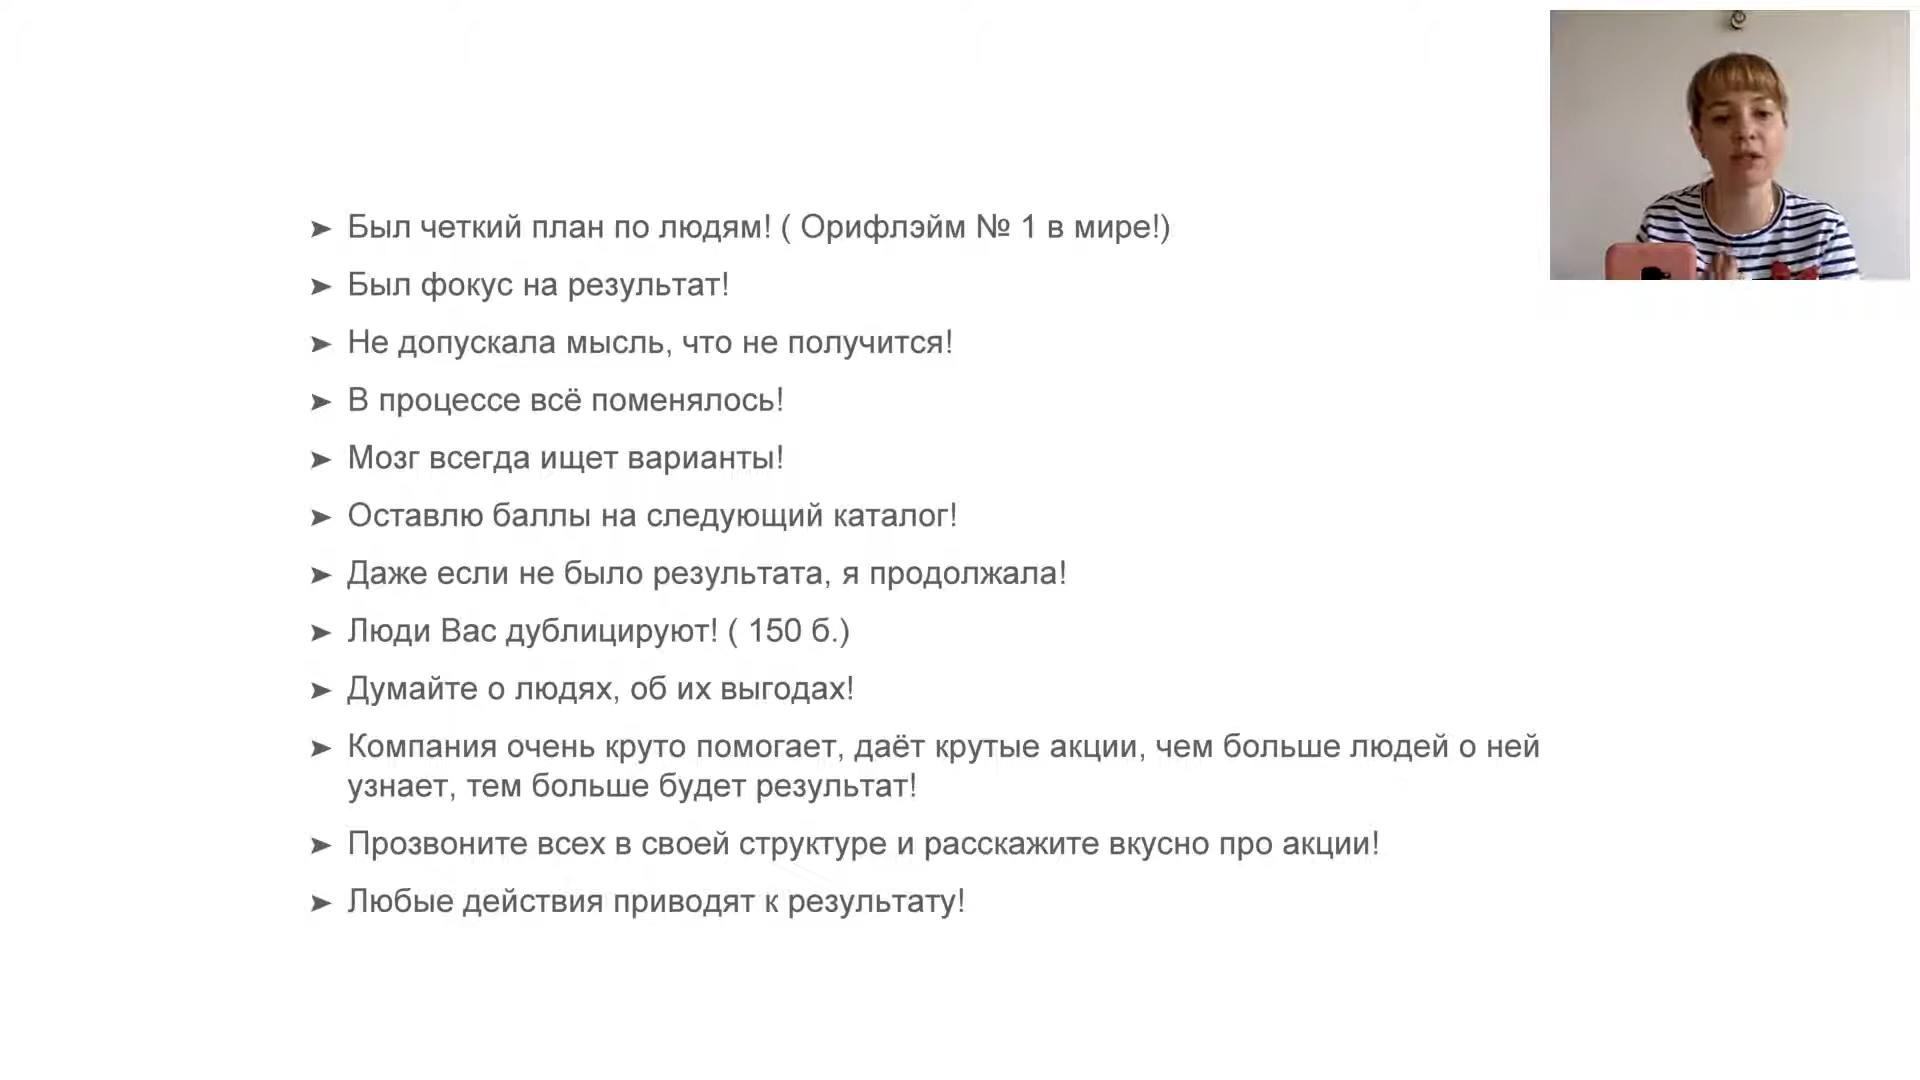 ➤ Был четкий план по людям! ( Орифлэйм № 1 в мире!)
➤ Был фокус на результат!
➤ Не допускала мысль, что не получится!
➤ В процессе всё поменялось!
➤ Мозг всегда ищет варианты!
➤ Оставлю баллы на следующий каталог!
➤ Даже если не было результата, я продолжала!
➤ Люди Вас дублицируют! ( 150 б.)
➤ Думайте о людях, об их выгодах!
➤ Компания очень круто помогает, даёт крутые акции, чем больше людей о ней
узнает, тем больше будет результат!
➤ Прозвоните всех в своей структуре и расскажите вкусно про акции!
➤ Любые действия приводят к результату!